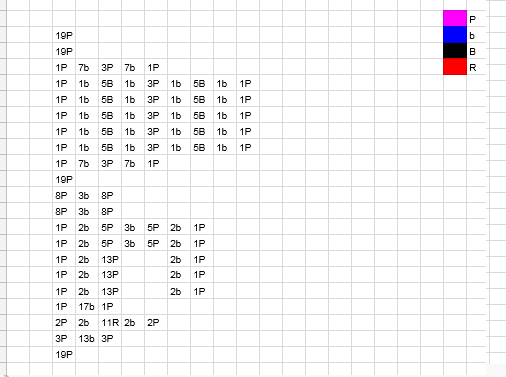 P
19P b
19P B
1P 7b 3P 7b 1P R
1P 1b 5B 1b 3P 1b 5B 1b 1P
1P 1b 5B 1b 3P 1b 5B 1b 1P
1P 1b 5B 1b 3P 1b 5B 1b 1P
1P 1b 5B 1b 3P 1b 5B 1b 1P
1P 1b 5B 1b 3P 1b 5B 1b 1P
1P 7b 3P 7b 1P
19P
8P 3b 8P
8P 3b 8P
1P 2b 5P 3b 5P 2b 1P
1P 2b 5P 3b 5P 2b 1P
1P 2b 13P 2b 1P
1P 2b 13P 2b 1P
1P 2b 13P 2b 1P
1P 17b 1P
2P 2b 11R 2b 2P
3P 13b 3P
19P